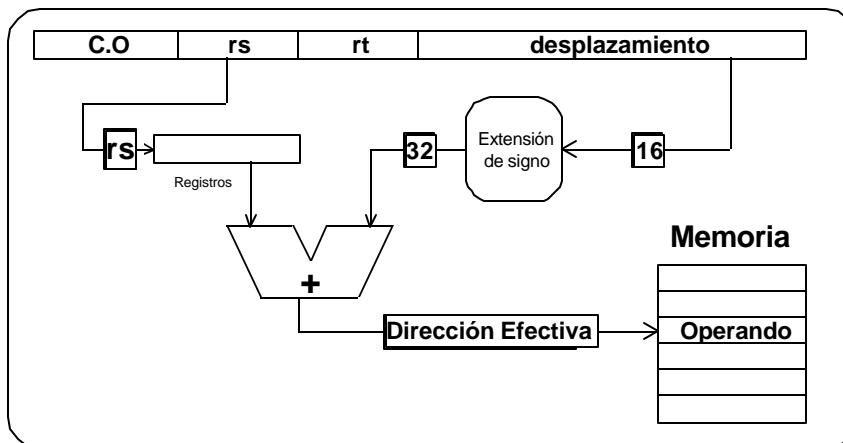 C.O rs rt desplazamiento
rs
Registros
32
Extensión
de signo
16
+
Memoria
Dirección Efectiva
Operando